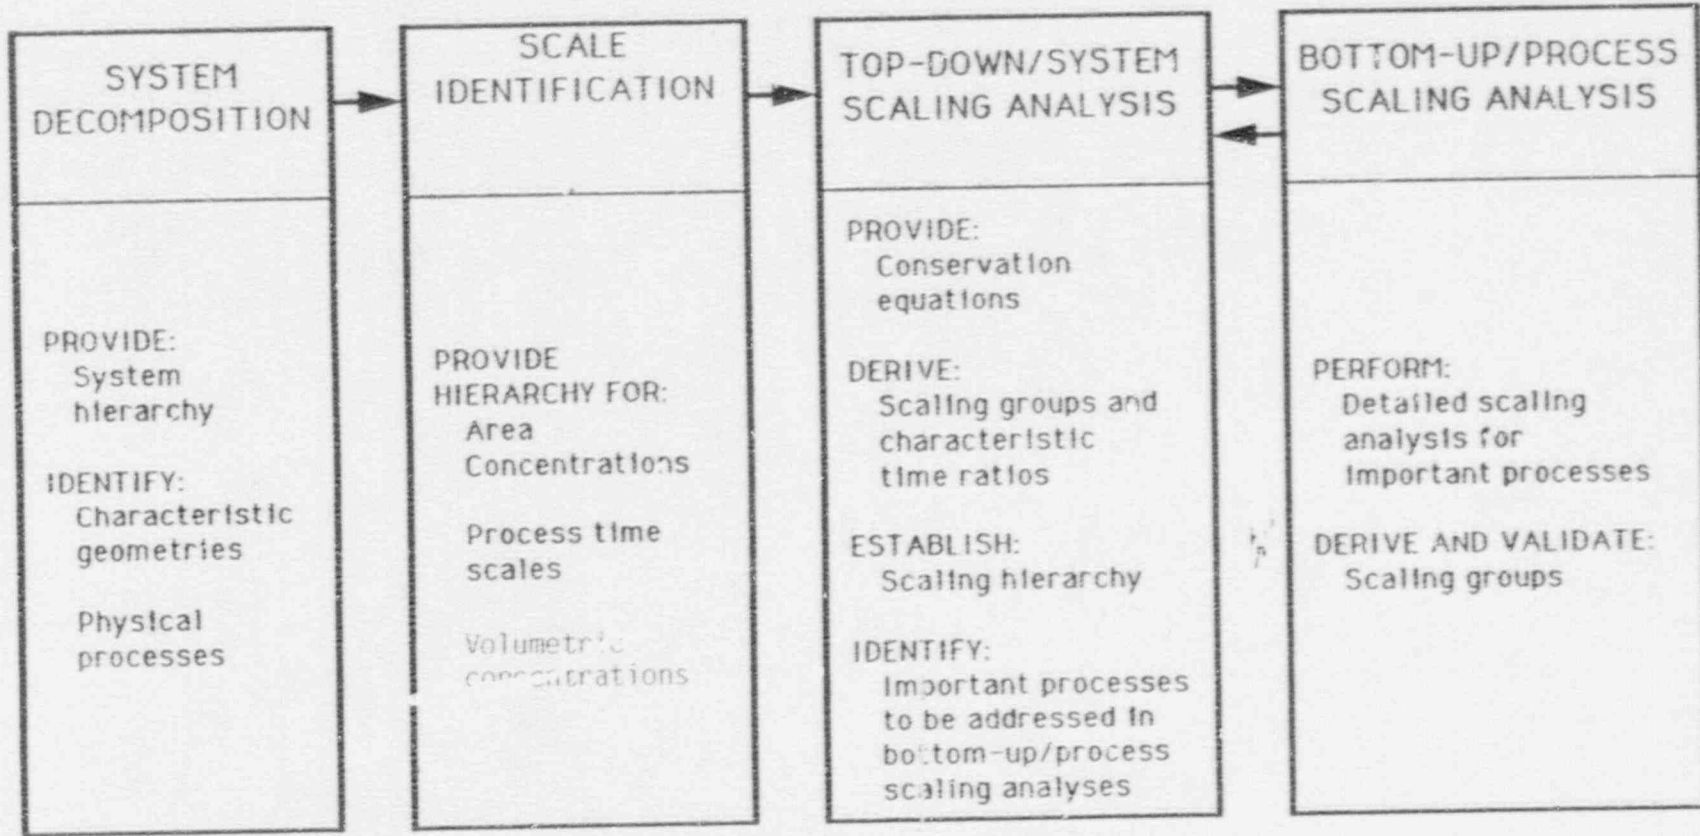 SYSTEM
DECOMPOSITION
PROVIDE:
System
hierarchy
IDENTIFY:
Characteristic
geometries
Physical
processes
SCALE
IDENTIFICATION
PROVIDE
HIERARCHY FOR:
Area
Concentrations
Process time
scales
Volumetric
concentrations
TOP-DOWN/SYSTEM
SCALING ANALYSIS
PROVIDE:
Conservation
equations
DERIVE:
Scaling groups and
characteristic
time ratios
ESTABLISH:
Scaling hierarchy
IDENTIFY:
Important processes
to be addressed in
bottom-up/process
scaling analyses
BOTTOM-UP/PROCESS
SCALING ANALYSIS
PERFORM:
Detailed scaling
analysis for
important processes
DERIVE AND VALIDATE:
Scaling groups